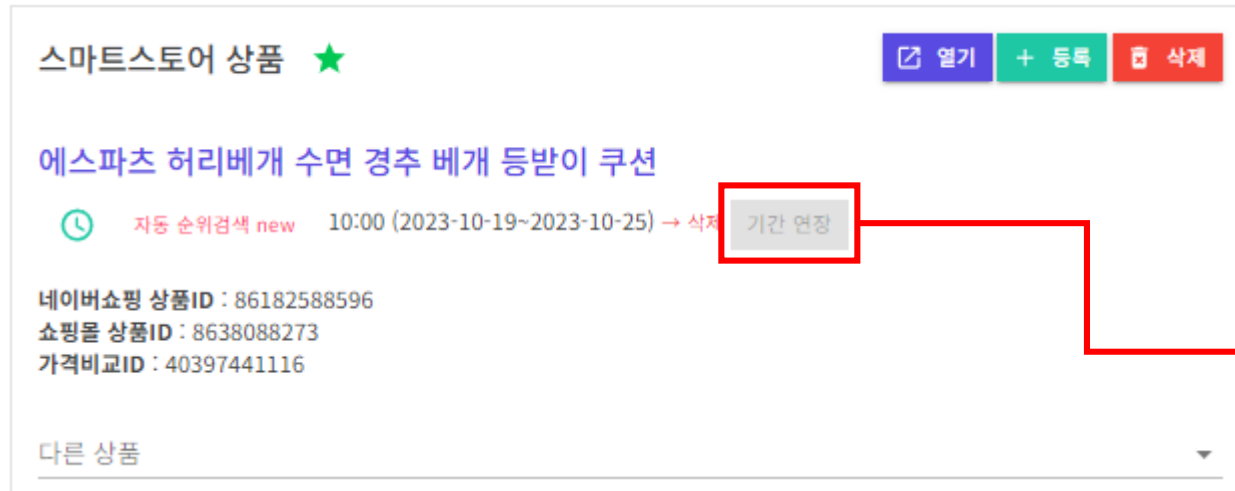 스마트스토어 상품
열기
등록
삭제
에스파츠 허리베개 수면 경추 베개 등받이 쿠션
자동 순위검색 new 10:00 (2023-10-19~2023-10-25) → 삭제 기간 연장
네이버쇼핑 상품ID : 86182588596
쇼핑몰 상품ID : 8638088273
가격비교ID : 40397441116
다른 상품